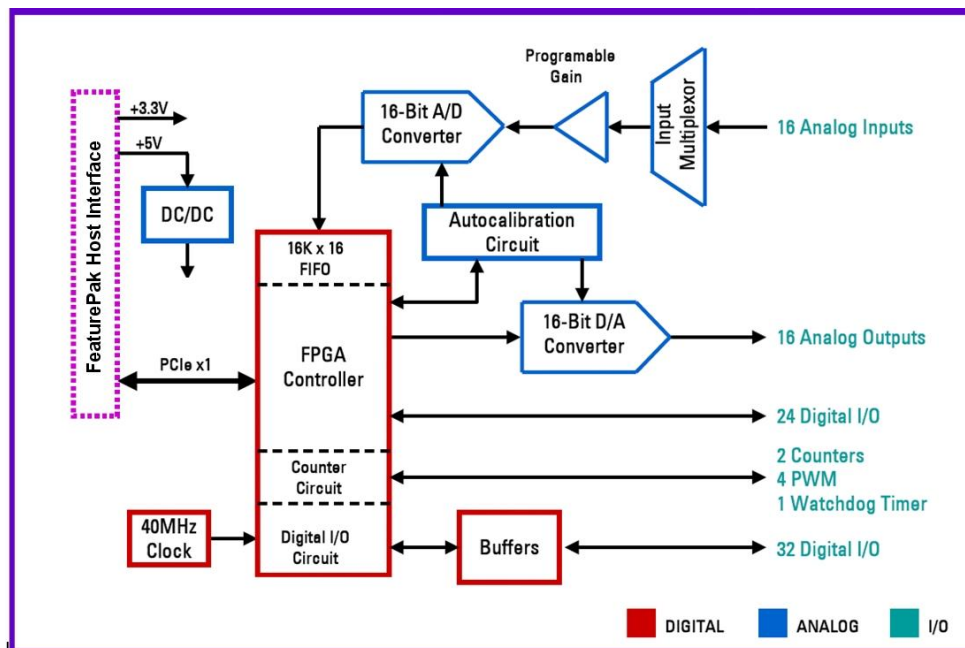 Programable
Gain
+3.3V
+5V
FeaturePak Host Interface
DC/DC
16-Bit A/D
Converter
Input
Multiplexor
16 Analog Inputs
Autocalibration
Circuit
16K x 16
FIFO
16-Bit D/A
Converter
16 Analog Outputs
PCIe x1
FPGA
Controller
24 Digital I/O
Counter
Circuit
2 Counters
4 PWM
1 Watchdog Timer
40MHz
Clock
Digital I/O
Circuit
Buffers
32 Digital I/O
DIGITAL
ANALOG
I/O